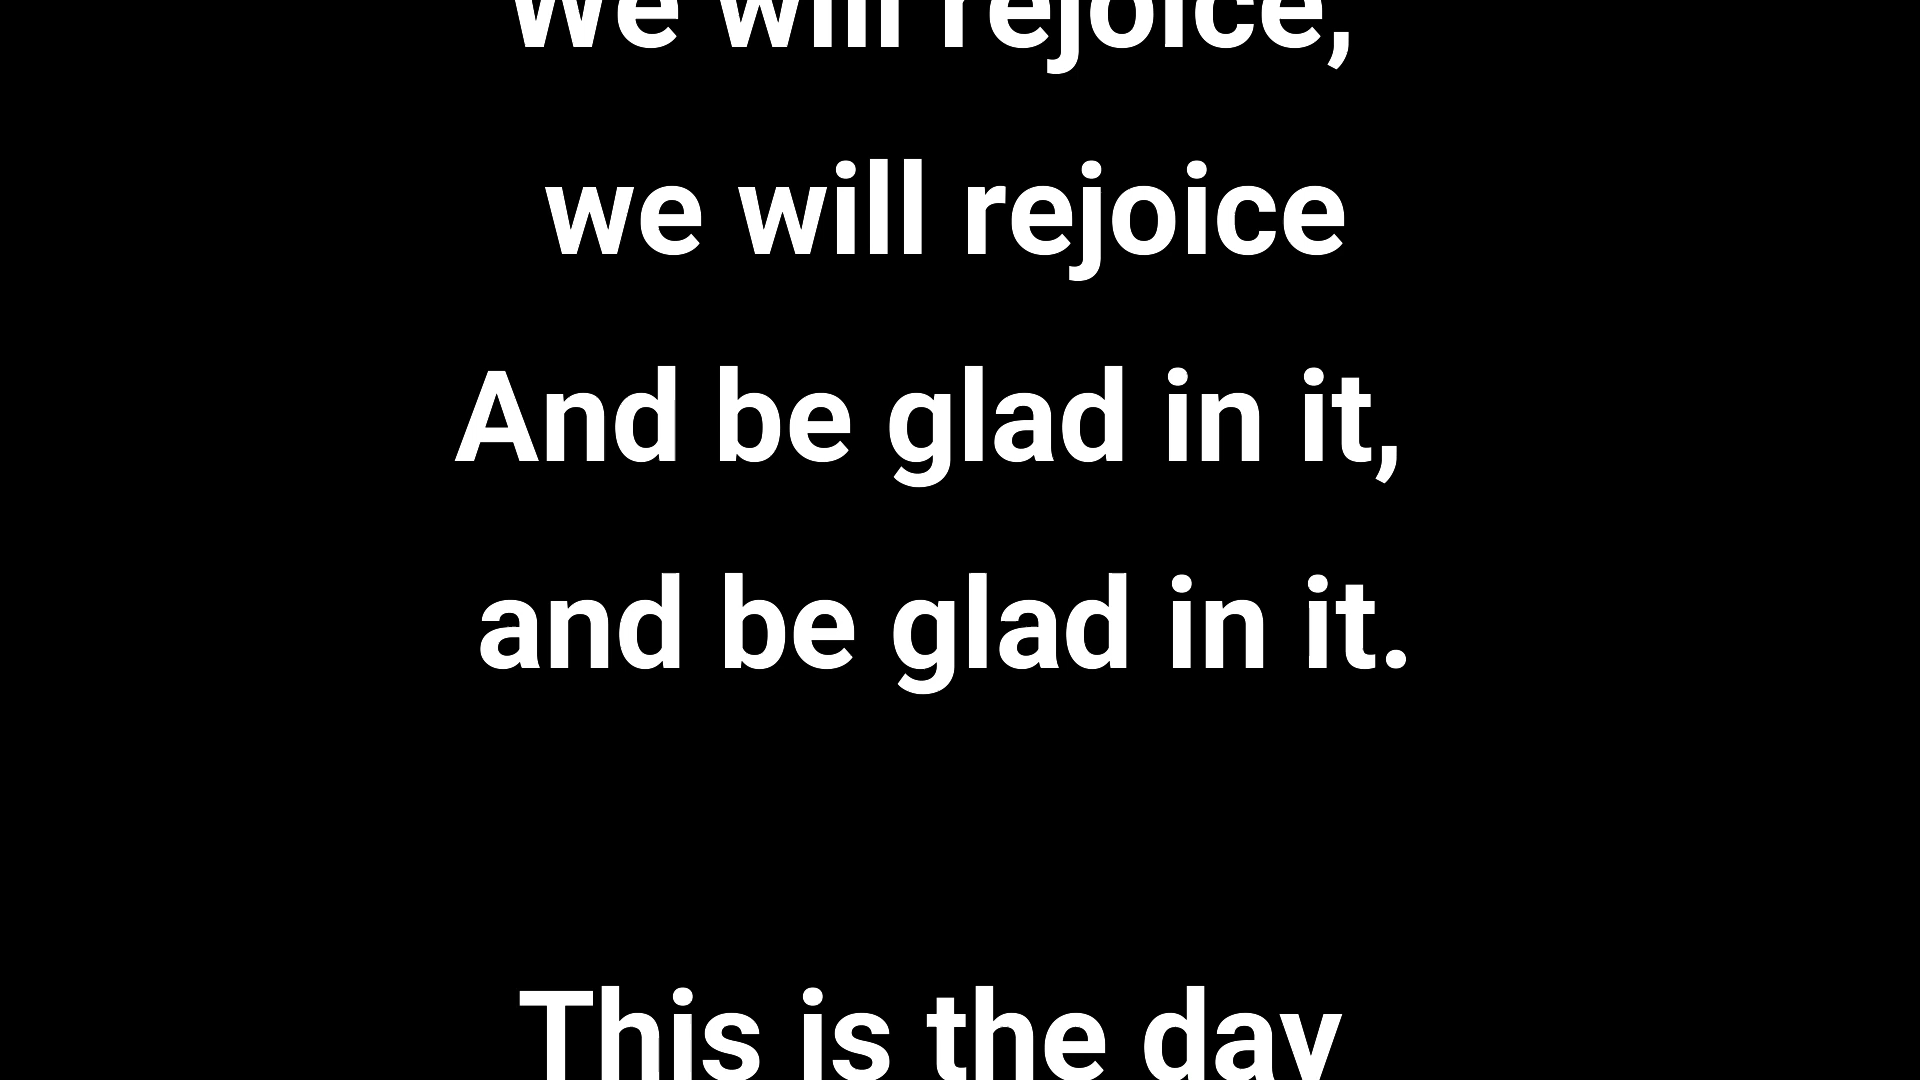 We will rejoice,
we will rejoice
And be glad in it,
and be glad in it.
This is the day